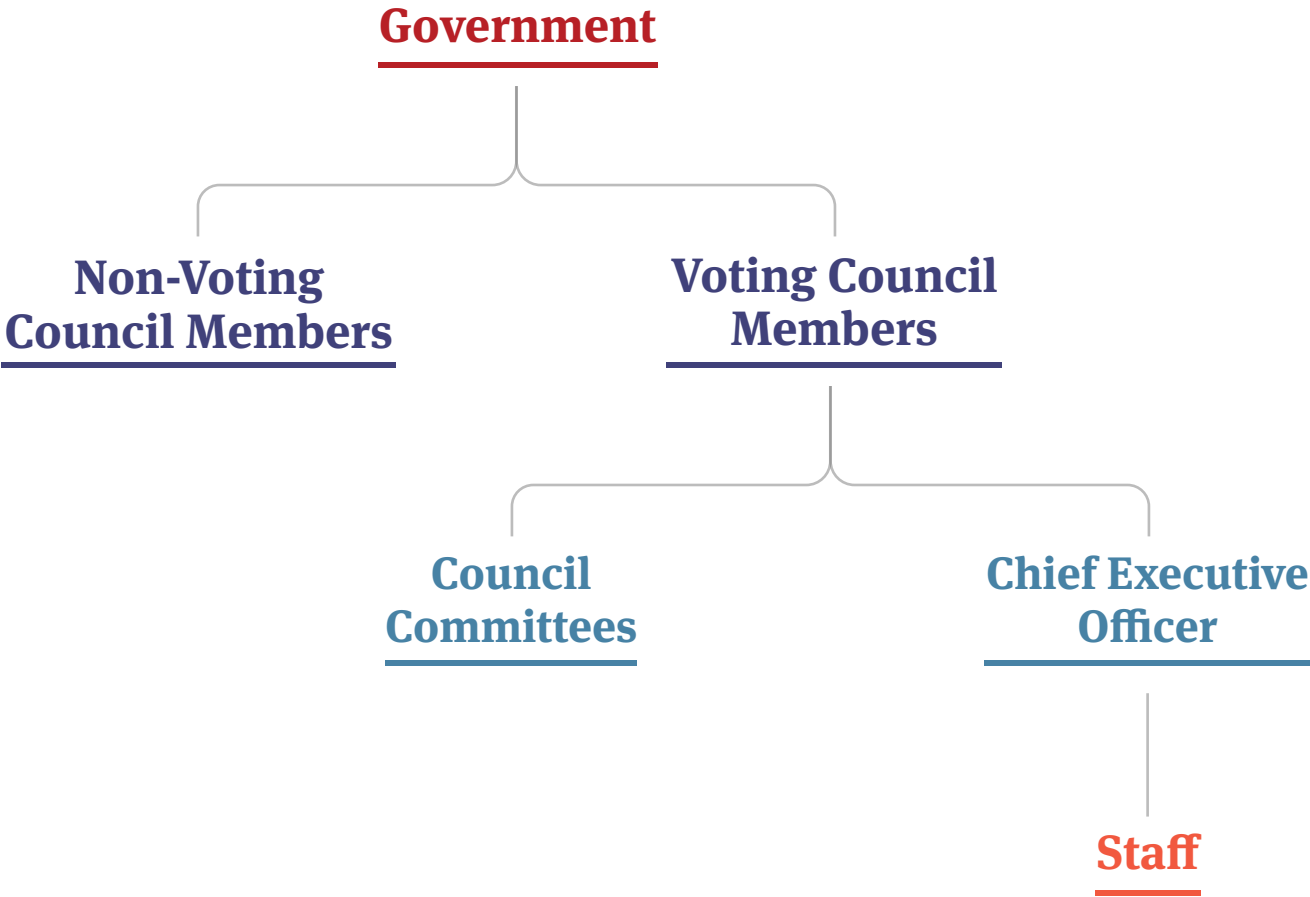 Government
Non-Voting
Council Members
Voting Council
Members
Council
Committees
Chief Executive
Officer
Staff